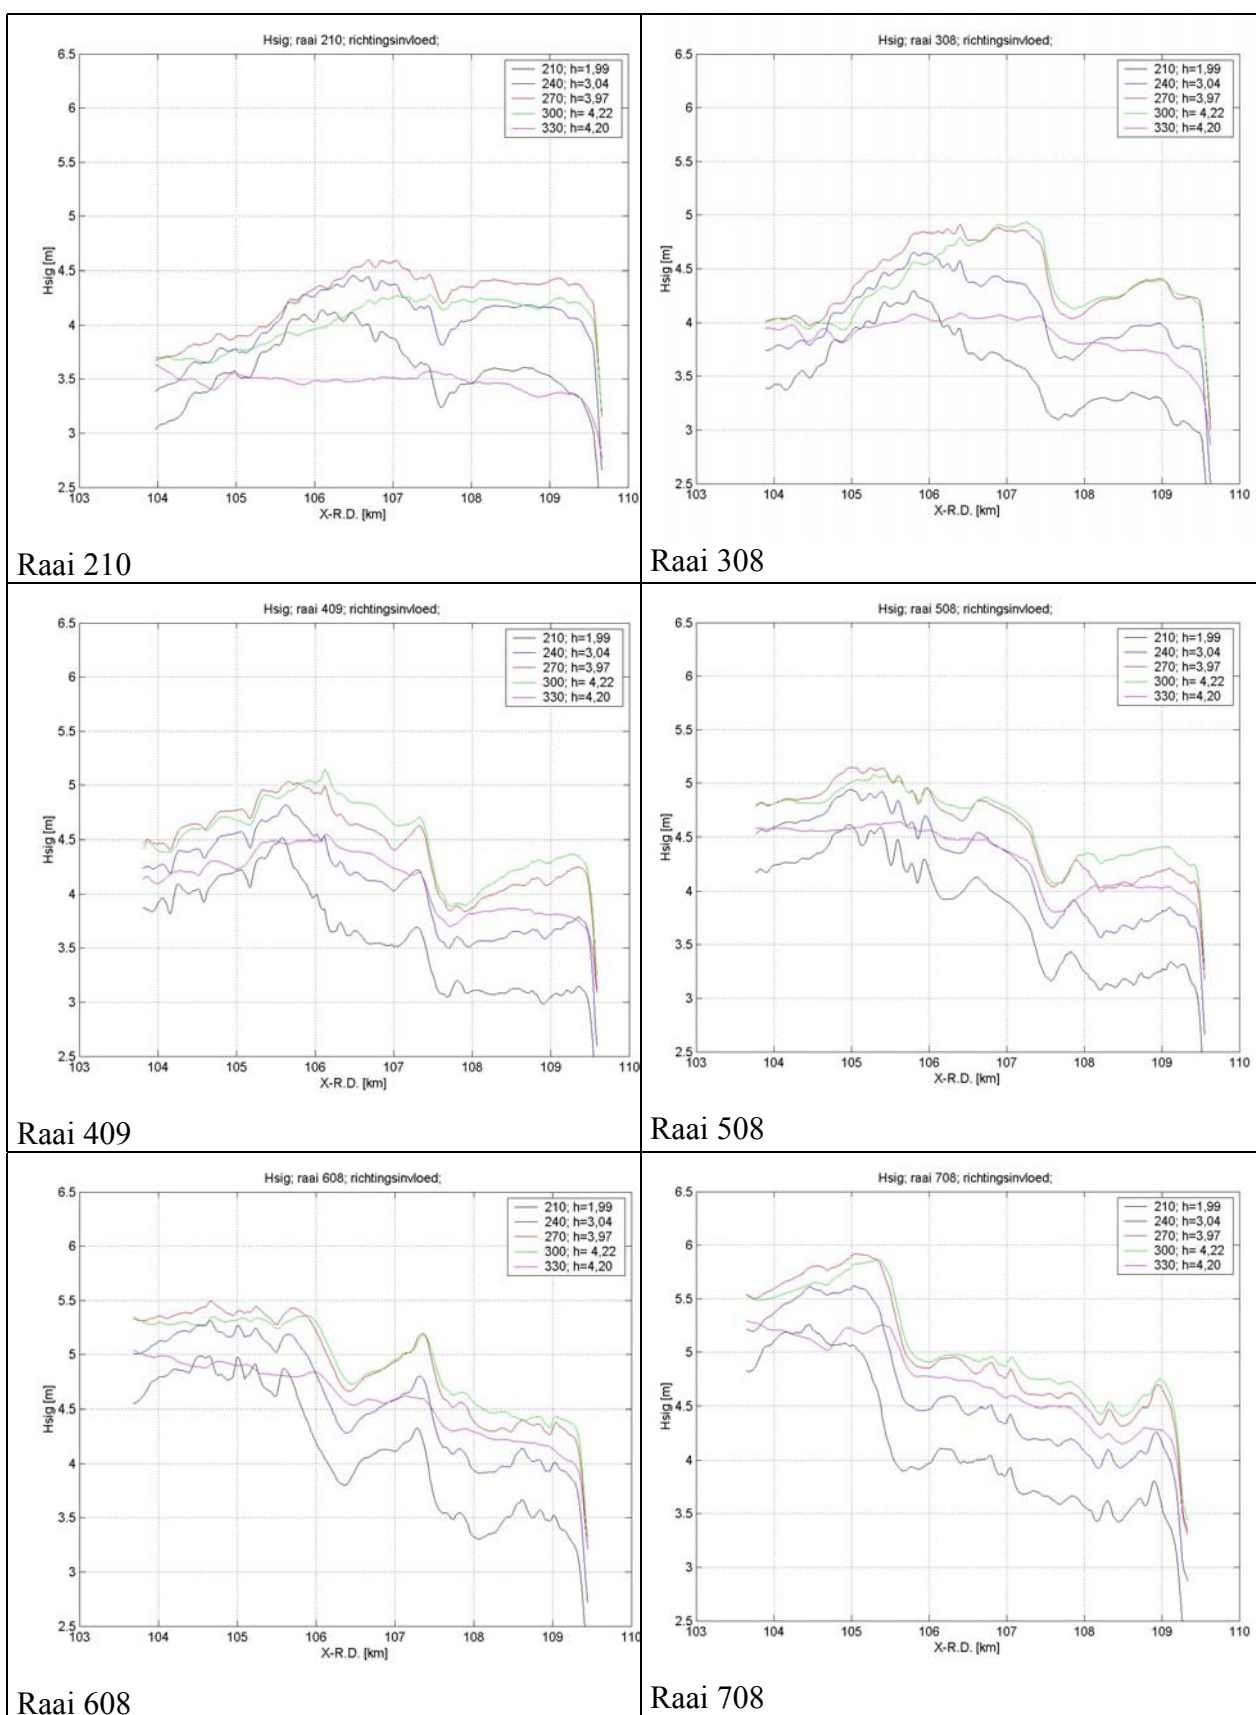 Hsig; raai 210; richtingsinvloed;
210; h=1,99
240; h=3,04
270; h=3,97
300; h= 4,22
330; h=4,20
Hsig [m]
6.5
6
5.5
5
4.5
4
3.5
3
2.5
103 104 105 106 107 108 109 110
X-R.D. [km]
Raai 210
Hsig; raai 308; richtingsinvloed;
210; h=1,99
240; h=3,04
270; h=3,97
300; h= 4,22
330; h=4,20
Hsig [m]
6.5
6
5.5
5
4.5
4
3.5
3
2.5
103 104 105 106 107 108 109 110
X-R.D. [km]
Raai 308
Hsig; raai 409; richtingsinvloed;
210; h=1,99
240; h=3,04
270; h=3,97
300; h= 4,22
330; h=4,20
Hsig [m]
6.5
6
5.5
5
4.5
4
3.5
3
2.5
103 104 105 106 107 108 109 110
X-R.D. [km]
Raai 409
Hsig; raai 508; richtingsinvloed;
210; h=1,99
240; h=3,04
270; h=3,97
300; h= 4,22
330; h=4,20
Hsig [m]
6.5
6
5.5
5
4.5
4
3.5
3
2.5
103 104 105 106 107 108 109 110
X-R.D. [km]
Raai 508
Hsig; raai 608; richtingsinvloed;
210; h=1,99
240; h=3,04
270; h=3,97
300; h= 4,22
330; h=4,20
Hsig [m]
6.5
6
5.5
5
4.5
4
3.5
3
2.5
103 104 105 106 107 108 109 110
X-R.D. [km]
Raai 608
Hsig; raai 708; richtingsinvloed;
210; h=1,99
240; h=3,04
270; h=3,97
300; h= 4,22
330; h=4,20
Hsig [m]
6.5
6
5.5
5
4.5
4
3.5
3
2.5
103 104 105 106 107 108 109 110
X-R.D. [km]
Raai 708